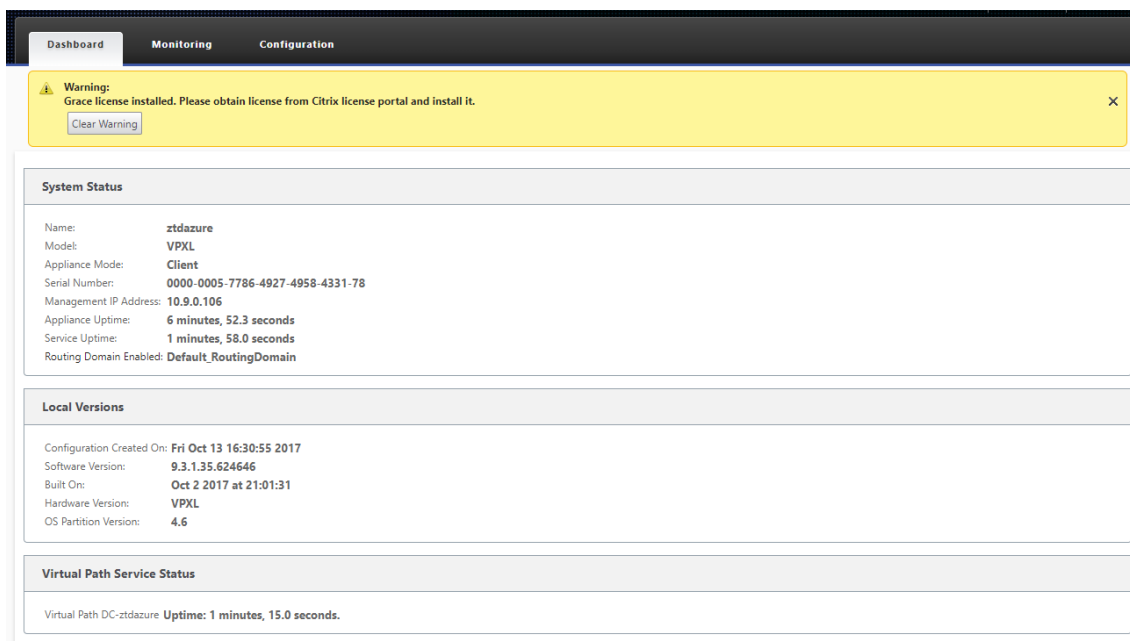 Dashboard Monitoring Configuration
Warning:
Grace license installed. Please obtain license from Citrix license portal and install it.
Clear Warning
System Status
Name: ztdazure
Model: VPXL
Appliance Mode: Client
Serial Number: 0000-0005-7786-4927-4958-4331-78
Management IP Address: 10.9.0.106
Appliance Uptime: 6 minutes, 52.3 seconds
Service Uptime: 1 minutes, 58.0 seconds
Routing Domain Enabled: Default_RoutingDomain
Local Versions
Configuration Created On: Fri Oct 13 16:30:55 2017
Software Version: 9.3.1.35.624646
Built On: Oct 2 2017 at 21:01:31
Hardware Version: VPXL
OS Partition Version: 4.6
Virtual Path Service Status
Virtual Path DC-ztdazure Uptime: 1 minutes, 15.0 seconds.